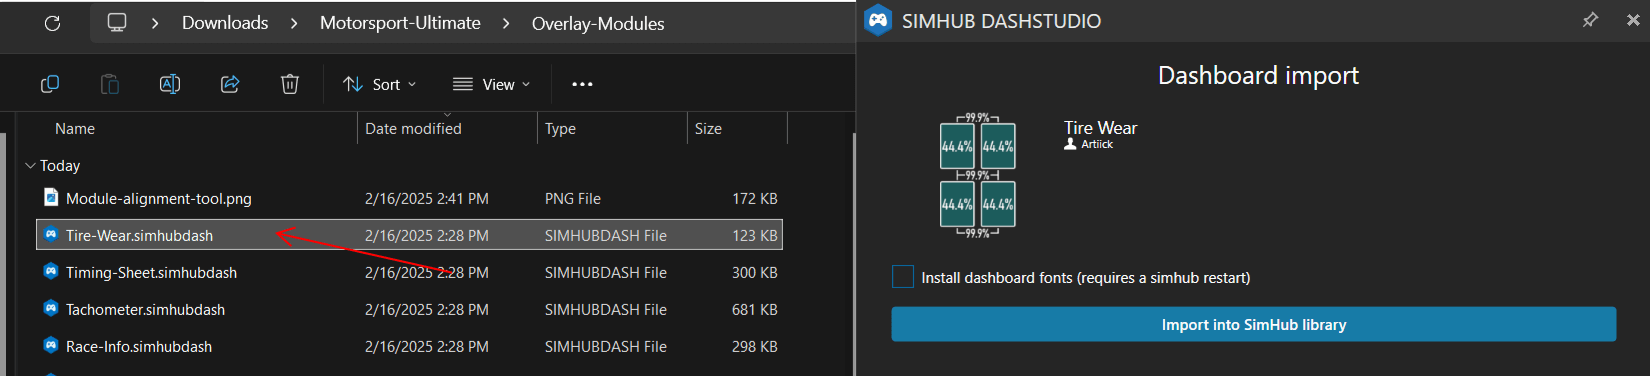 Downloads > Motorsport-Ultimate > Overlay-Modules
Sort View
Name Date modified Type Size
Today
Module-alignment-tool.png 2/16/2025 2:41 PM PNG File 172 KB
Tire-Wear.simhubdash 2/16/2025 2:28 PM SIMHUBDASH File 123 KB
Timing-Sheet.simhubdash 2/16/2025 2:28 PM SIMHUBDASH File 300 KB
Tachometer.simhubdash 2/16/2025 2:28 PM SIMHUBDASH File 681 KB
Race-Info.simhubdash 2/16/2025 2:28 PM SIMHUBDASH File 298 KB
SIMHUB DASHSTUDIO
Dashboard import
99.9%
44.4% 44.4%
99.9%
44.4% 44.4%
99.9%
Tire Wear
Artiick
Install dashboard fonts (requires a simhub restart)
Import into SimHub library